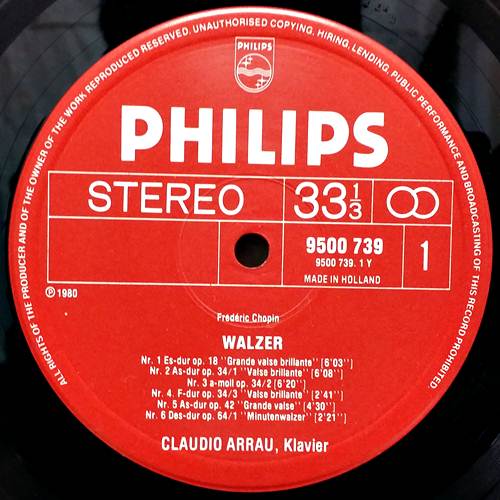 ALL RIGHTS OF THE PRODUCER AND OF THE OWNER OF THE WORK REPRODUCED RESERVED. UNAUTHORISED COPYING, HIRING, LENDING, PUBLIC PERFORMANCE AND BROADCASTING OF THIS RECORD PROHIBITED
PHILIPS
PHILIPS
STEREO 33 1/3
9500 739 1
9500 739.1 Y
MADE IN HOLLAND
℗ 1980
Frédéric Chopin
WALZER
Nr. 1 Es-dur op. 18 "Grande valse brillante" [6'03"]
Nr. 2 As-dur op. 34/1 "Valse brillante" [6'08"]
Nr. 3 a-moll op. 34/2 [6'20"]
Nr. 4. F-dur op. 34/3 "Valse brillante" [2'41"]
Nr. 5 As-dur op. 42 "Grande valse" [4'30"]
Nr. 6 Des-dur op. 64/1 "Minutenwalzer" [2'21"]
CLAUDIO ARRAU, Klavier